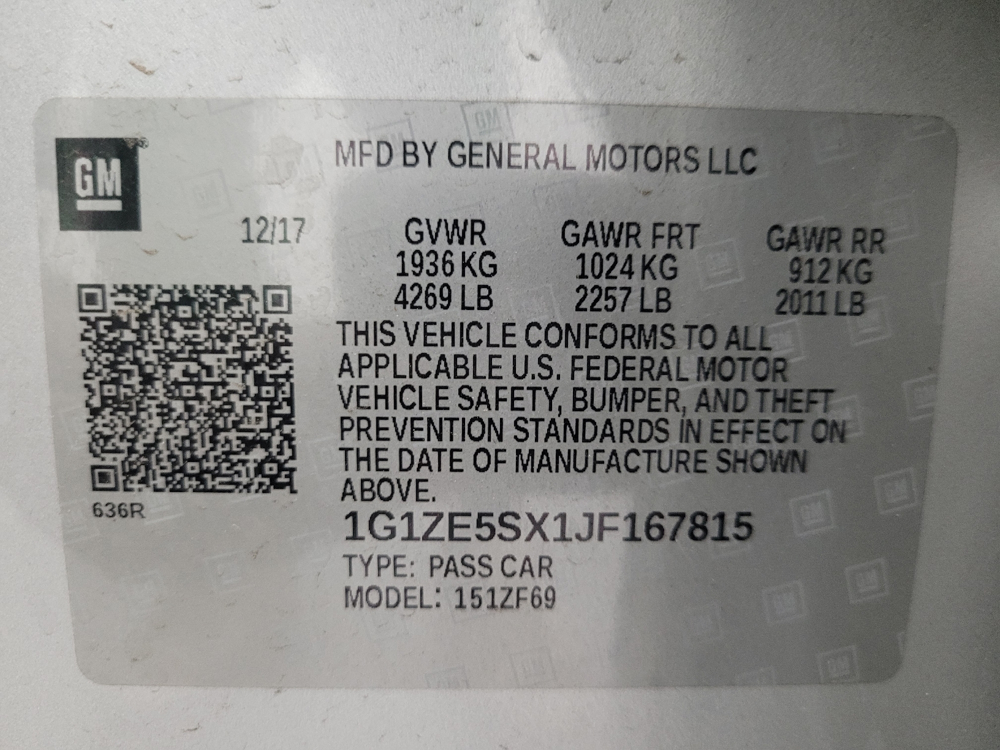 GM
MFD BY GENERAL MOTORS LLC
12/17
GVWR GAWR FRT GAWR RR
1936 KG 1024 KG 912 KG
4269 LB 2257 LB 2011 LB
THIS VEHICLE CONFORMS TO ALL
APPLICABLE U.S. FEDERAL MOTOR
VEHICLE SAFETY, BUMPER, AND THEFT
PREVENTION STANDARDS IN EFFECT ON
THE DATE OF MANUFACTURE SHOWN
ABOVE.
636R
1G1ZE5SX1JF167815
TYPE: PASS CAR
MODEL: 151ZF69